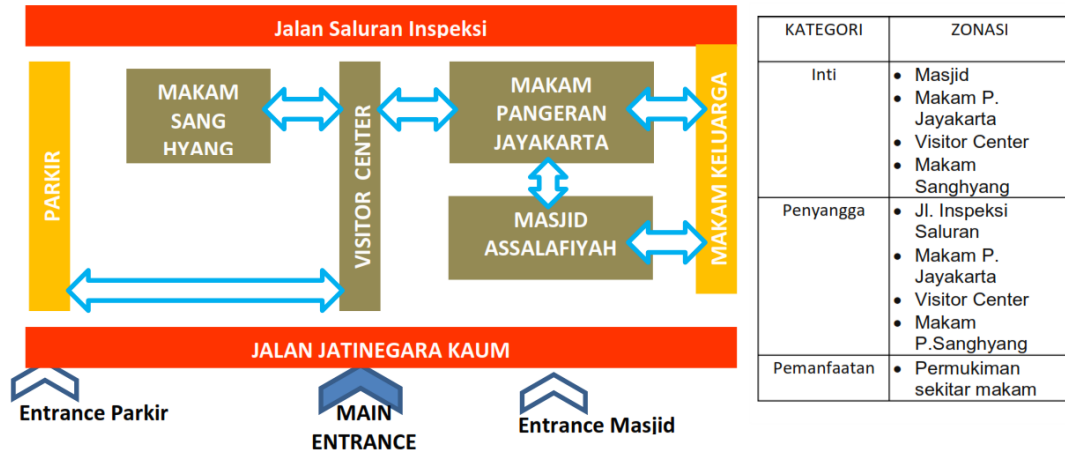 Jalan Saluran Inspeksi
PARKIR
MAKAM
SANG
HYANG
VISITOR CENTER
MAKAM
PANGERAN
JAYAKARTA
MASJID
ASSALAFIYAH
MAKAM KELUARGA
JALAN JATINEGARA KAUM
Entrance Parkir
MAIN
ENTRANCE
Entrance Masjid
KATEGORI
ZONASI
Inti
• Masjid
• Makam P.
Jayakarta
• Visitor Center
• Makam
Sanghyang
Penyangga
• Jl. Inspeksi
Saluran
• Makam P.
Jayakarta
• Visitor Center
• Makam
P.Sanghyang
Pemanfaatan
• Permukiman
sekitar makam